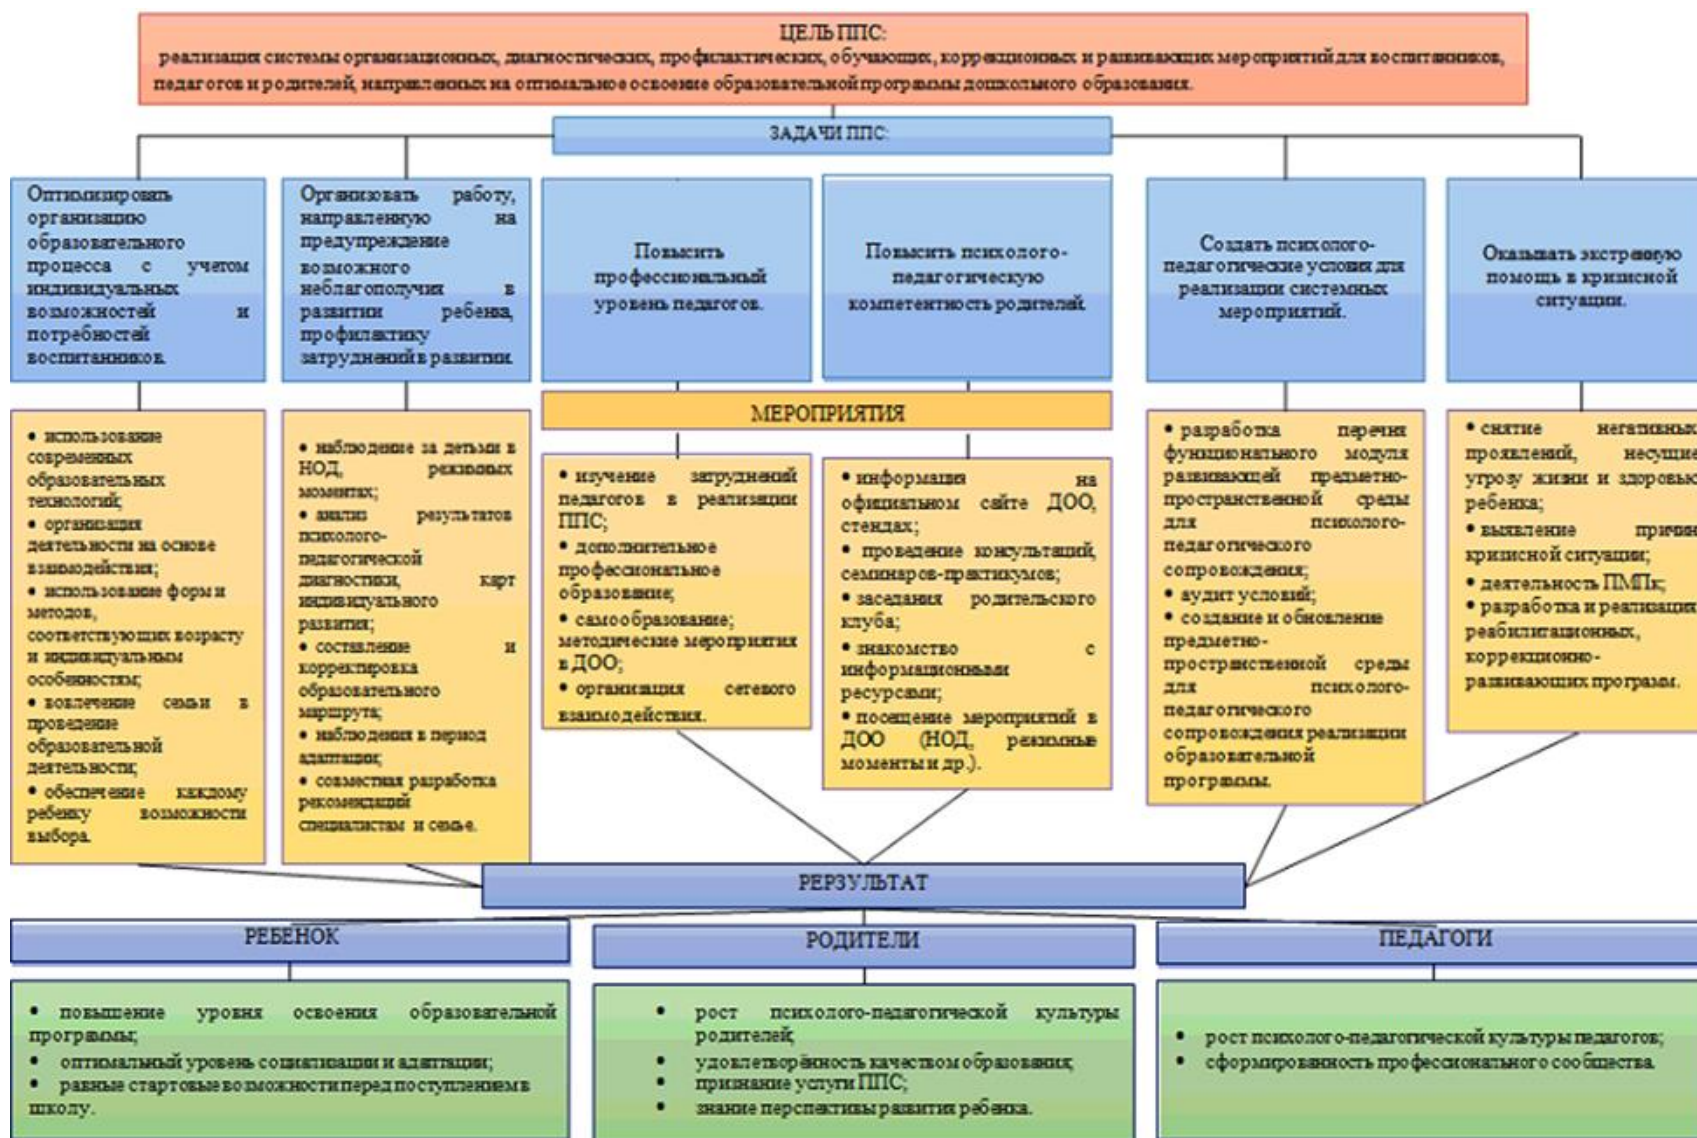 ЦЕЛЬ ППС:
реализация системы организационных, диагностических, профилактических, обучающих, коррекционных и развивающих мероприятий для воспитанников,
педагогов и родителей, направленных на оптимальное освоение образовательной программы дошкольного образования.
ЗАДАЧИ ППС:
Оптимизировать
организацию
образовательного
процесса с учетом
индивидуальных
возможностей и
потребностей
воспитанников.
Организовать работу,
направленную на
предупреждение
возможного
неблагополучия в
развитии ребенка,
профилактику
затруднений в развитии.
Повысить
профессиональный
уровень педагогов.
Повысить психолого-
педагогическую
компетентность родителей.
Создать психолого-
педагогические условия для
реализации системных
мероприятий.
Оказывать экстренную
помощь в кризисной
ситуации.
МЕРОПРИЯТИЯ
• использование
современных
образовательных
технологий;
• организация
деятельности на основе
взаимодействия;
• использование форм и
методов,
соответствующих возрасту
и индивидуальным
особенностям;
• вовлечение семьи в
проведение
образовательной
деятельности;
• обеспечение каждому
ребенку возможности
выбора.
• наблюдение за детьми в
НОД, режимных
моментах;
• анализ результатов
психолого-
педагогической
диагностики, карт
индивидуального
развития;
• составление и
корректировка
образовательного
маршрута;
• наблюдения в период
адаптации;
• совместная разработка
рекомендаций
специалистам и семье.
• изучение затруднений
педагогов в реализации
ППС;
• дополнительное
профессиональное
образование;
• самообразование;
методические мероприятия
в ДОО;
• организация сетевого
взаимодействия.
• информация на
официальном сайте ДОО,
стендах;
• проведение консультаций,
семинаров-практикумов;
• заседания родительского
клуба;
• знакомство с
информационными
ресурсами;
• посещение мероприятий в
ДОО (НОД, режимные
моменты и др.).
• разработка перечня
функционального модуля
развивающей предметно-
пространственной среды
для психолого-
педагогического
сопровождения;
• аудит условий;
• создание и обновление
предметно-
пространственной среды
для психолого-
педагогического
сопровождения реализации
образовательной
программы.
• снятие негативных
проявлений, несущие
угрозу жизни и здоровью
ребенка;
• выявление причин
кризисной ситуации;
• деятельность ПМПк;
• разработка и реализация
реабилитационных,
коррекционно-
развивающих программ.
РЕРЗУЛЬТАТ
РЕБЕНОК
РОДИТЕЛИ
ПЕДАГОГИ
• повышение уровня освоения образовательной
программы;
• оптимальный уровень социализации и адаптации;
• равные стартовые возможности перед поступлением в
школу.
• рост психолого-педагогической культуры
родителей;
• удовлетворённость качеством образования;
• признание услуги ППС;
• знание перспективы развития ребенка.
• рост психолого-педагогической культуры педагогов;
• сформированность профессионального сообщества.